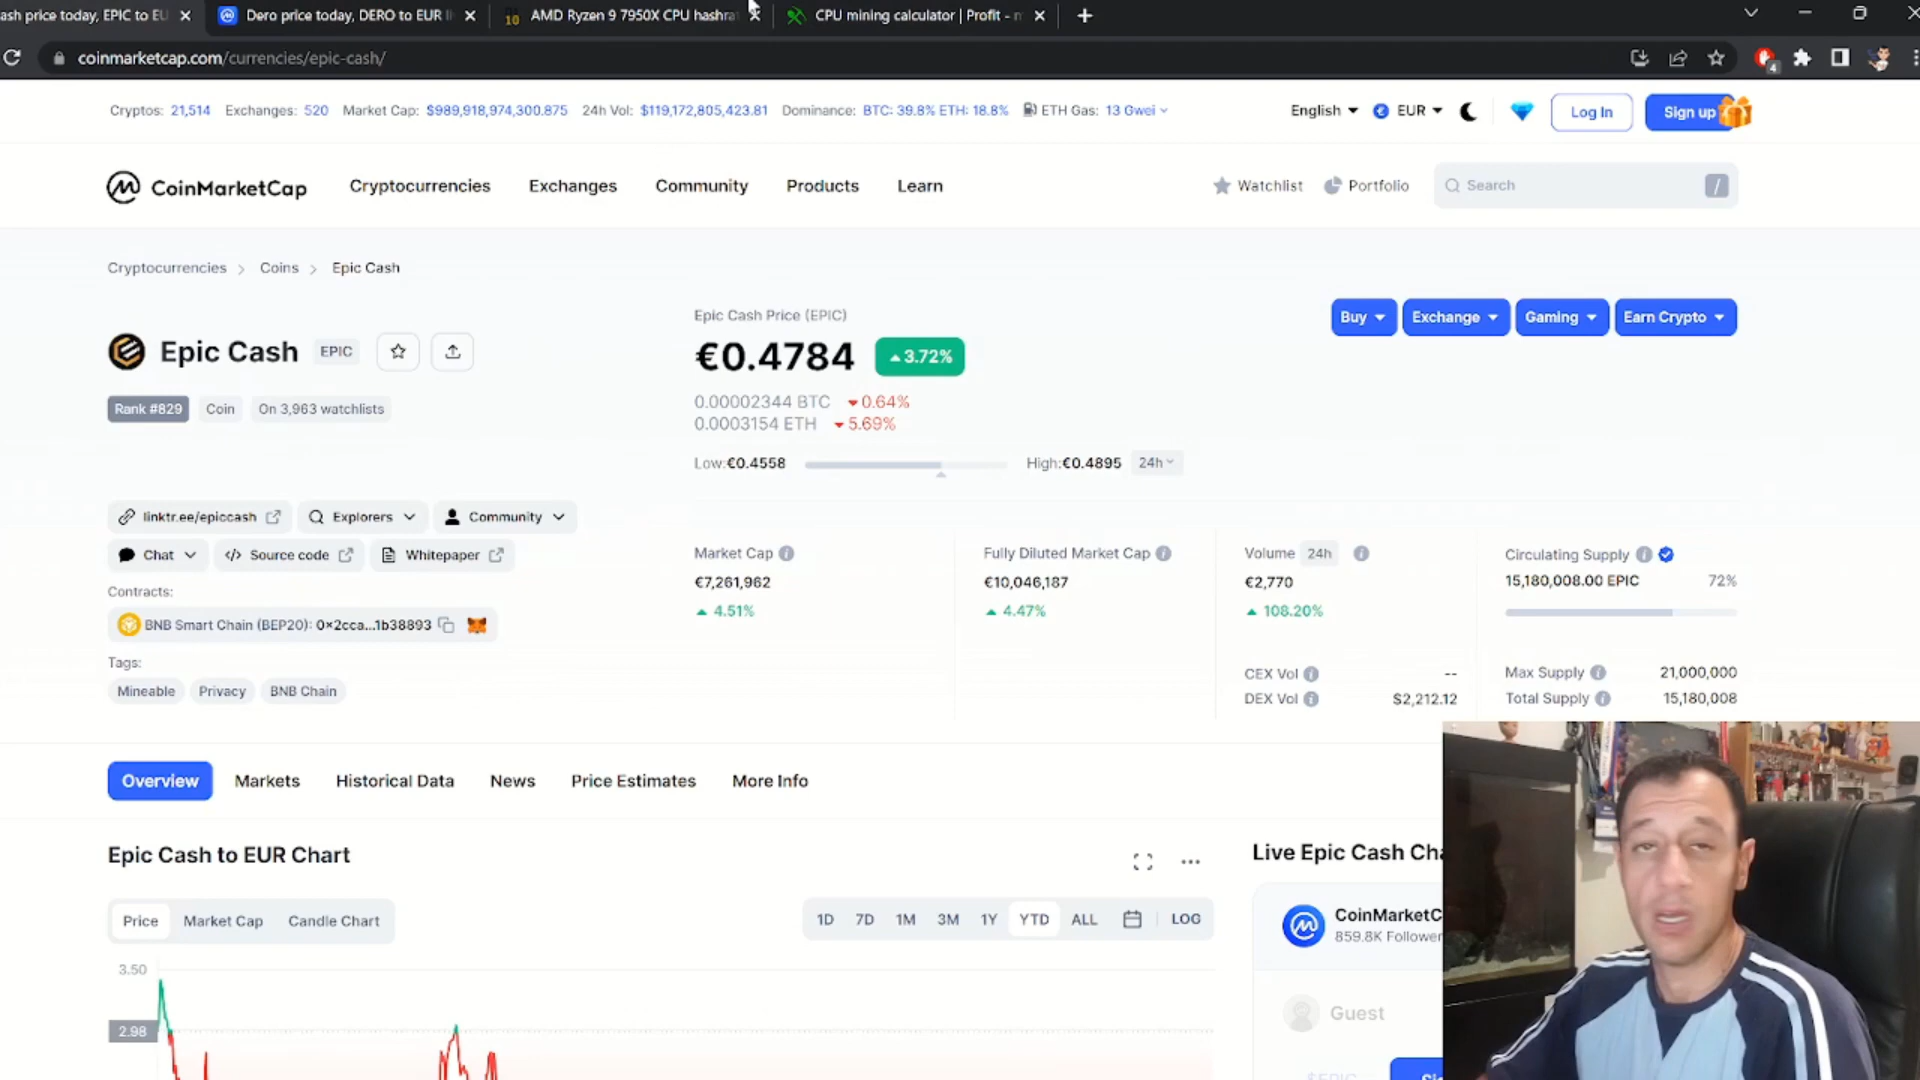 sh price today, EPIC to EU
Dero price today, DERO to EUR li
AMD Ryzen 9 7950X CPU hashra
CPU mining calculator | Profit - m
coinmarketcap.com/currencies/epic-cash/
4
Cryptos: 21,514 Exchanges: 520 Market Cap: $989,918,974,300.875 24h Vol: $119,172,805,423.81 Dominance: BTC: 39.8% ETH: 18.8% ETH Gas: 13 Gwei
English EUR Log In Sign up
CoinMarketCap Cryptocurrencies Exchanges Community Products Learn Watchlist Portfolio Search /
Cryptocurrencies > Coins > Epic Cash
Epic Cash Price (EPIC)
Buy Exchange Gaming Earn Crypto
Epic Cash EPIC
€0.4784 3.72%
Rank #829 Coin On 3,963 watchlists
0.00002344 BTC 0.64%
0.0003154 ETH 5.69%
Low:€0.4558 High:€0.4895 24h
linktr.ee/epiccash Explorers Community
Chat Source code Whitepaper
Contracts:
BNB Smart Chain (BEP20): 0x2cca...1b38893
Tags:
Mineable Privacy BNB Chain
Market Cap
€7,261,962
4.51%
Fully Diluted Market Cap
€10,046,187
4.47%
Volume 24h
€2,770
108.20%
CEX Vol --
DEX Vol $2,212.12
Circulating Supply
15,180,008.00 EPIC 72%
Max Supply 21,000,000
Total Supply 15,180,008
Overview Markets Historical Data News Price Estimates More Info
Epic Cash to EUR Chart
Price Market Cap Candle Chart
1D 7D 1M 3M 1Y YTD ALL LOG
3.50
2.98
Live Epic Cash Cha
CoinMarketC
859.8K Follower
Guest
$EPIC